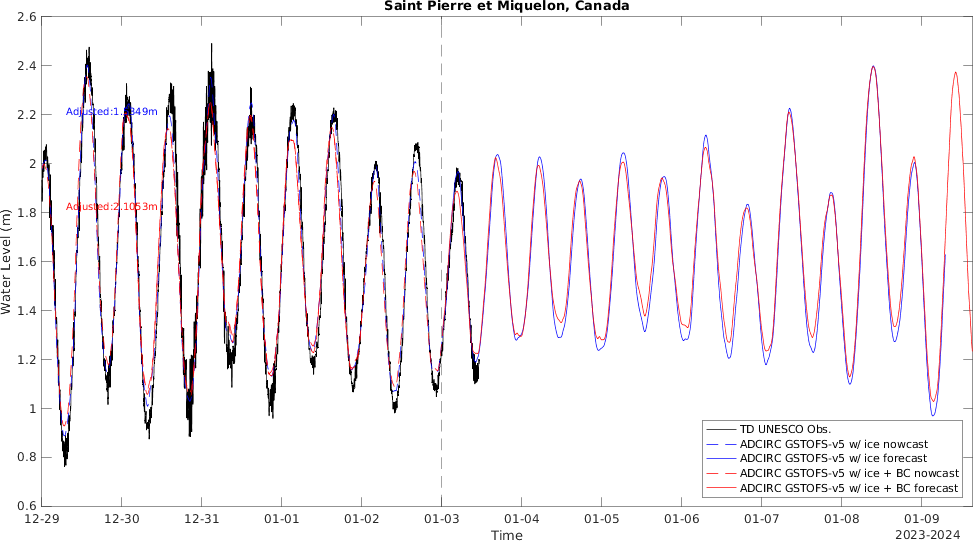 Saint Pierre et Miquelon, Canada
2.6
2.4
2.2
2
1.8
1.6
1.4
1.2
1
0.8
0.6
Water Level (m)
Adjusted:2.1053m
TD UNESCO Obs.
ADCIRC GSTOFS-v5 w/ ice nowcast
ADCIRC GSTOFS-v5 w/ ice forecast
ADCIRC GSTOFS-v5 w/ ice + BC nowcast
ADCIRC GSTOFS-v5 w/ ice + BC forecast
12-29 12-30 12-31 01-01 01-02 01-03 01-04 01-05 01-06 01-07 01-08 01-09
Time
2023-2024